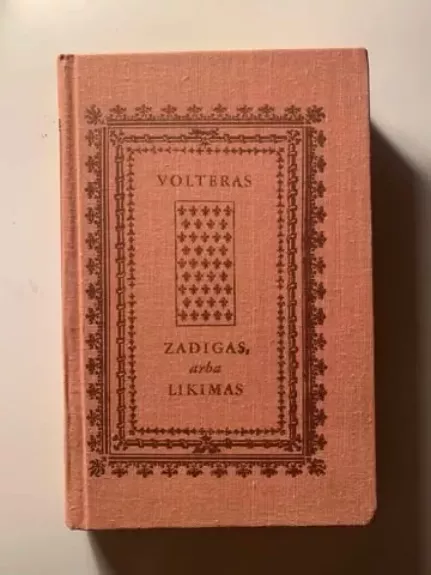 VOLTERAS
ZADIGAS,
arba
LIKIMAS